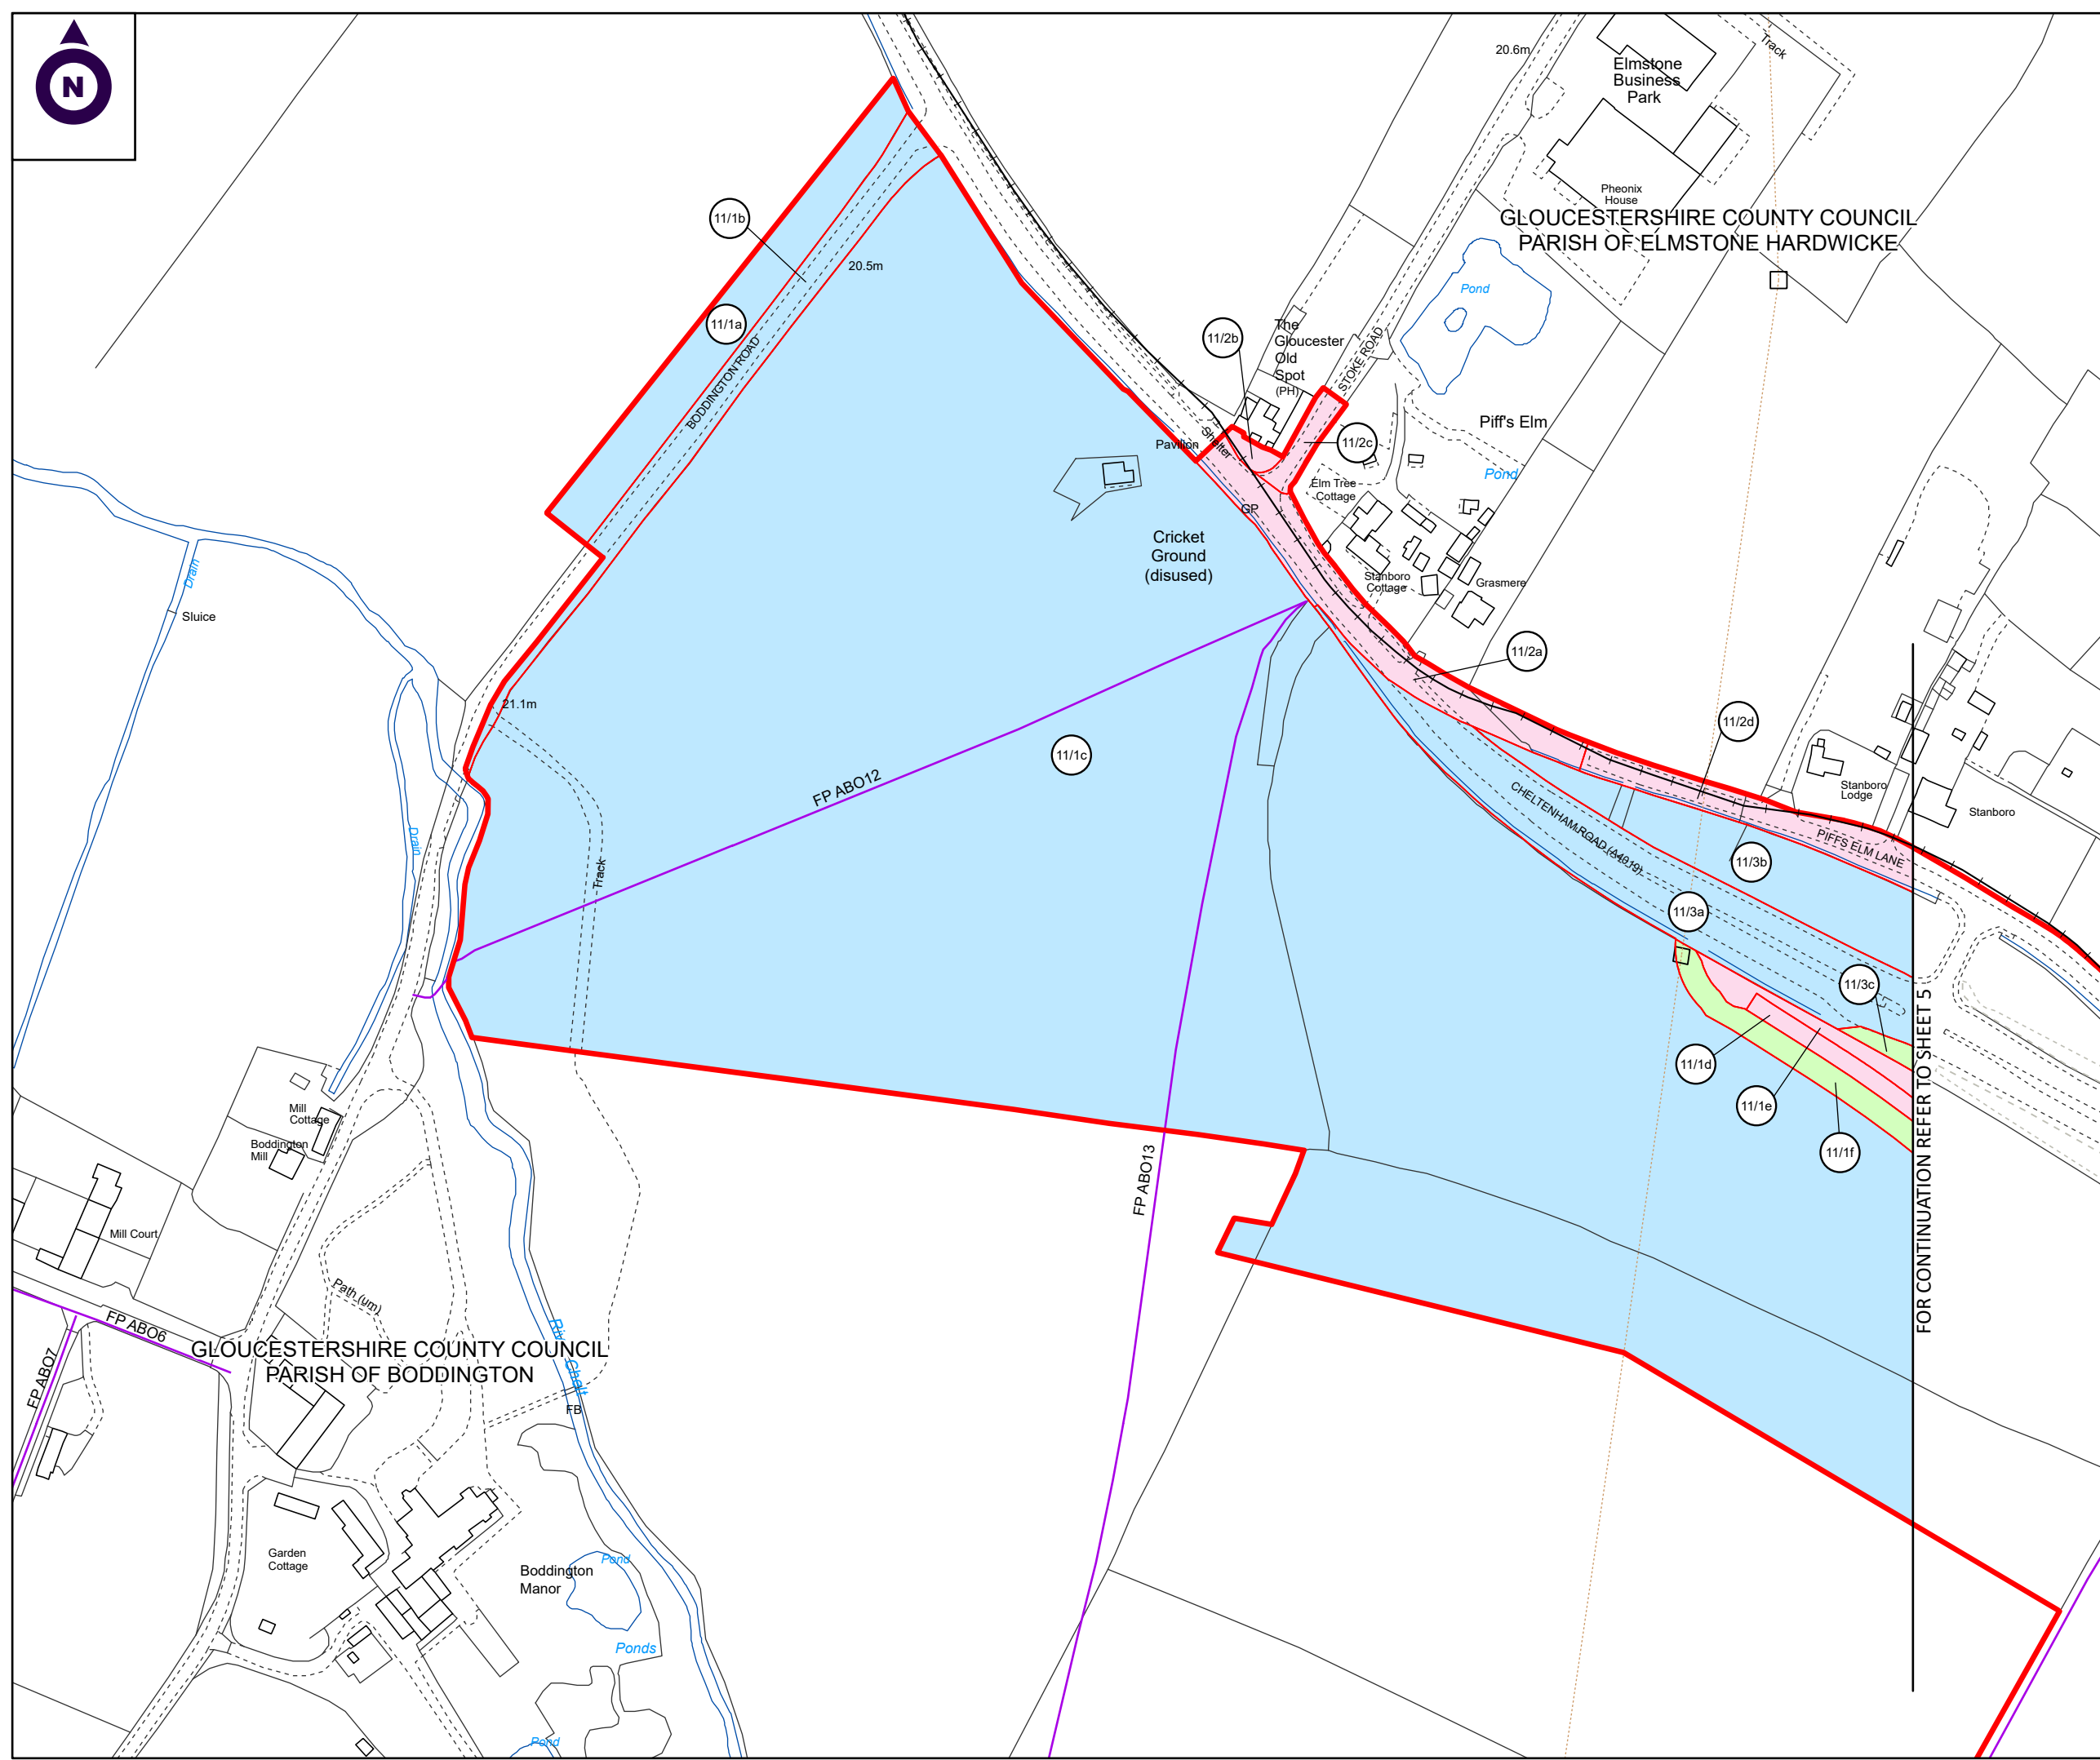 N
20.6m
Track
Elmstone
Business
Park
Pheonix
House
GLOUCESTERSHIRE COUNTY COUNCIL
PARISH OF ELMSTONE HARDWICKE
11/1b
20.5m
Pond
11/1a
BODDINGTON ROAD
11/2b
The
Gloucester
Old
Spot
(PH)
STOKE ROAD
Piff's Elm
Pavilion
Shelter
11/2c
Pond
Elm Tree
Cottage
GP
Cricket
Ground
(disused)
Stanboro
Cottage
Grasmere
Drain
Sluice
11/2a
21.1m
11/2d
11/1c
FP ABO12
Stanboro
Lodge
Stanboro
CHELTENHAM ROAD (A4019)
PIFFS ELM LANE
11/3b
Drain
Track
11/3a
11/3c
11/1d
11/1e
11/1f
FOR CONTINUATION REFER TO SHEET 5
Mill
Cottage
Boddington
Mill
FP ABO13
Mill Court
Path (um)
FP ABO6
River Chelt
GLOUCESTERSHIRE COUNTY COUNCIL
PARISH OF BODDINGTON
FP ABO7
FB
Garden
Cottage
Boddington
Manor
Pond
Ponds
Pond